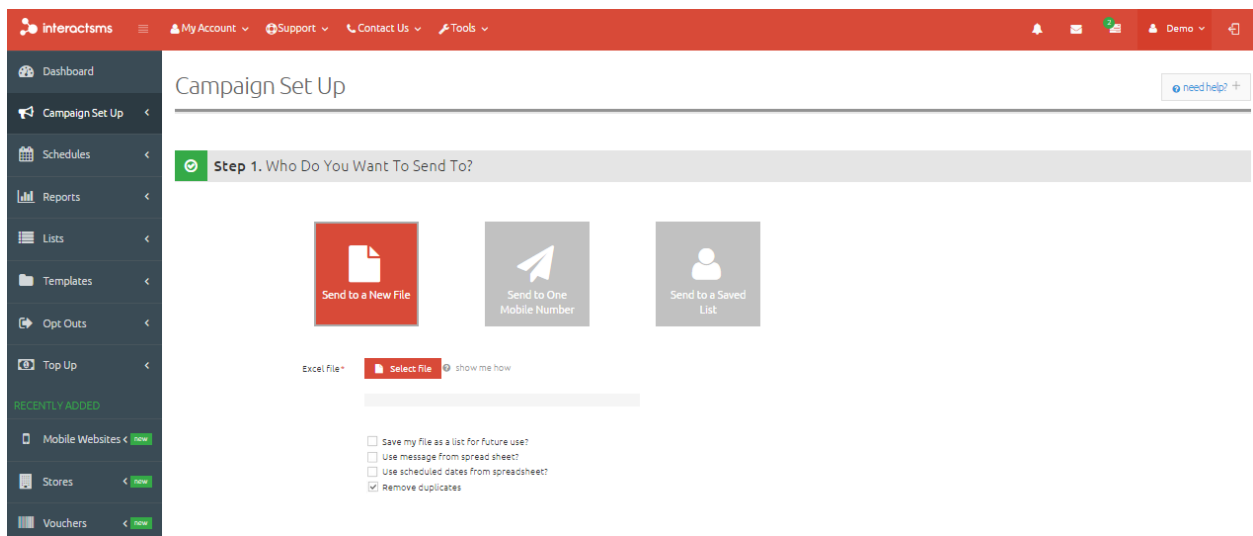 interactsms
My Account
Support
Contact Us
Tools
2
Demo
Dashboard
Campaign Set Up
Schedules
Reports
Lists
Templates
Opt Outs
Top Up
RECENTLY ADDED
Mobile Websites new
Stores new
Vouchers new
Campaign Set Up
need help? +
Step 1. Who Do You Want To Send To?
Send to a New File
Send to One
Mobile Number
Send to a Saved
List
Excel file*
Select file
show me how
Save my file as a list for future use?
Use message from spread sheet?
Use scheduled dates from spreadsheet?
Remove duplicates